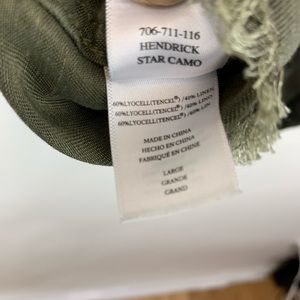 706-711-116
HENDRICK
STAR CAMO
60%LYOCELL(TENCEL®)/40% LINEN
60%LYOCELL(TENCEL®)/40% LINEN
60%LYOCELL(TENCEL®)/40% LIN
MADE IN CHINA
HECHO EN CHINA
FABRIQUÉ EN CHINE
LARGE
GRANDE
GRAND